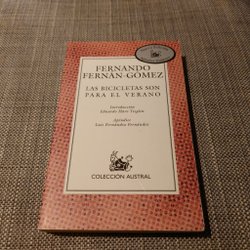 FERNANDO
FERNÁN-GÓMEZ
LAS BICICLETAS SON
PARA EL VERANO
Introducción
Eduardo Haro Tecglen
Apéndice
Luis Fernández Fernández
COLECCIÓN AUSTRAL